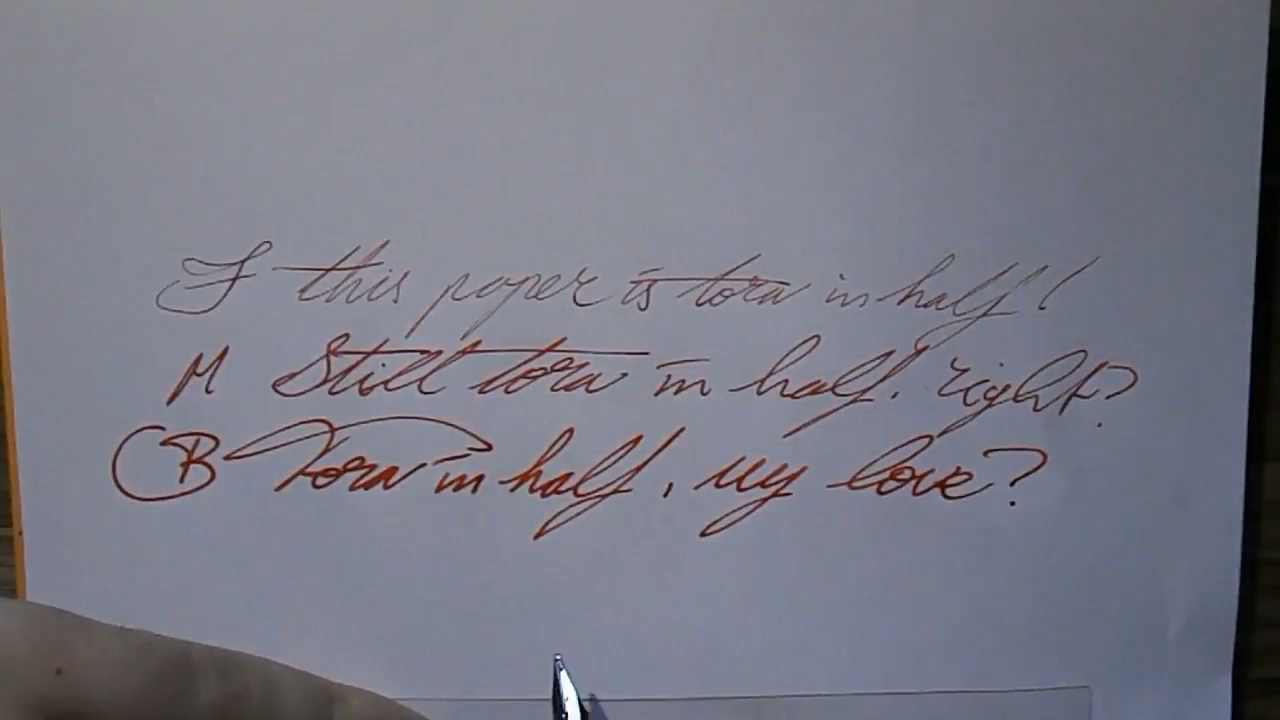 F this paper is torn in half!
M Still torn in half. right?
B Torn in half, my love?